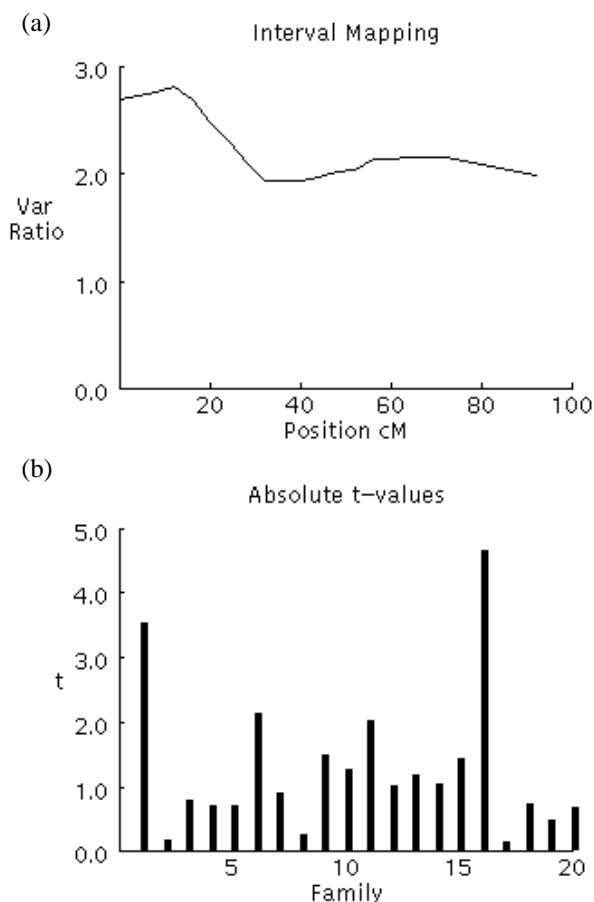 (a)
Interval Mapping
3.0
2.0
Var
Ratio
1.0
0.0
20 40 60 80 100
Position cM
(b)
Absolute t-values
5.0
4.0
3.0
t
2.0
1.0
0.0
5 10 15 20
Family